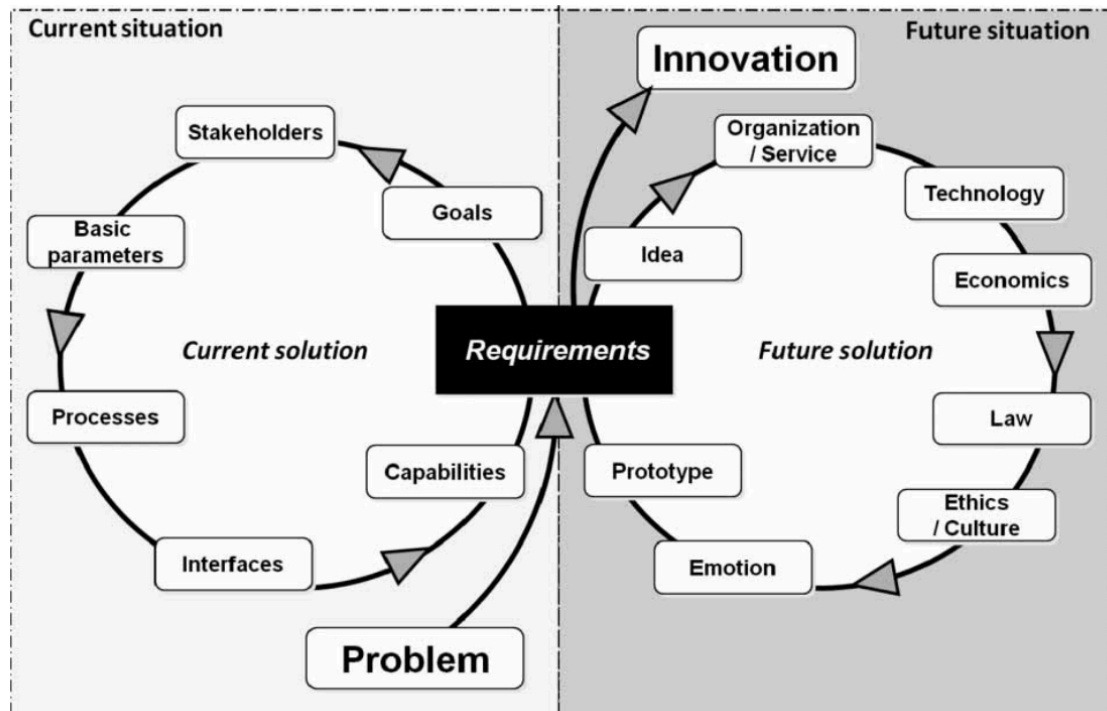 Current situation
Future situation
Innovation
Stakeholders
Organization
/ Service
Goals
Technology
Basic
parameters
Idea
Economics
Current solution
Requirements
Future solution
Processes
Law
Capabilities
Prototype
Ethics
/ Culture
Interfaces
Emotion
Problem